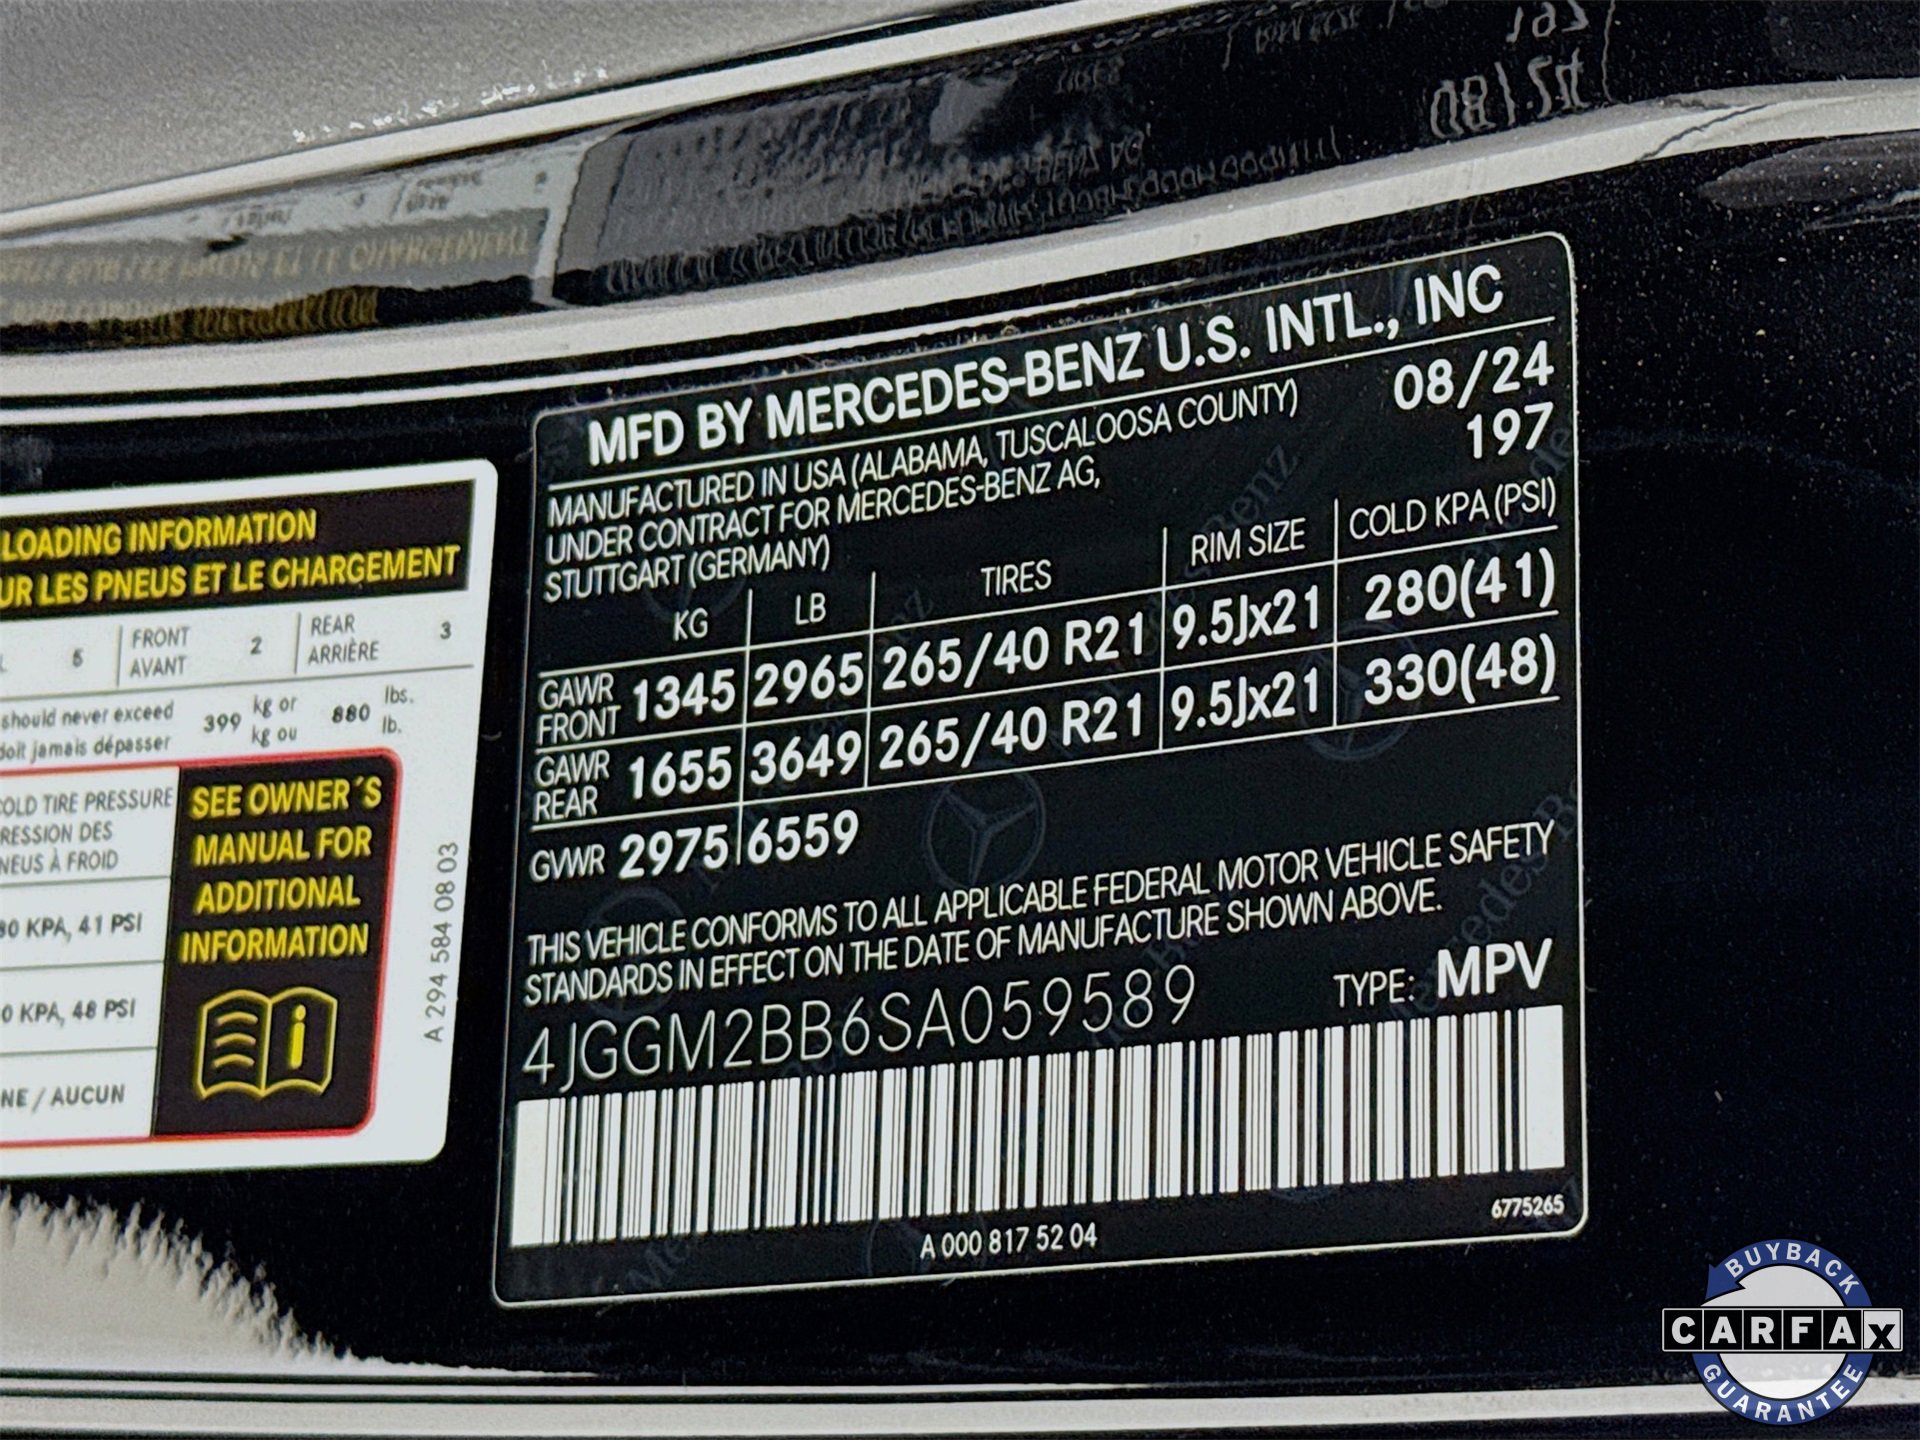 LOADING INFORMATION
UR LES PNEUS ET LE CHARGEMENT
5 FRONT AVANT 2 REAR ARRIÈRE 3
should never exceed 399 kg or 880 lbs.
doit jamais dépasser kg ou lb.
COLD TIRE PRESSURE
RESSION DES
NEUS À FROID
80 KPA, 41 PSI
0 KPA, 48 PSI
NE / AUCUN
SEE OWNER´S
MANUAL FOR
ADDITIONAL
INFORMATION
i
A 294 584 08 03
MFD BY MERCEDES-BENZ U.S. INTL., INC
MANUFACTURED IN USA (ALABAMA, TUSCALOOSA COUNTY) 08/24
UNDER CONTRACT FOR MERCEDES-BENZ AG, 197
STUTTGART (GERMANY)
KG LB TIRES RIM SIZE COLD KPA (PSI)
GAWR FRONT 1345 2965 265/40 R21 9.5Jx21 280(41)
GAWR REAR 1655 3649 265/40 R21 9.5Jx21 330(48)
GVWR 2975 6559
THIS VEHICLE CONFORMS TO ALL APPLICABLE FEDERAL MOTOR VEHICLE SAFETY
STANDARDS IN EFFECT ON THE DATE OF MANUFACTURE SHOWN ABOVE.
4JGGM2BB6SA059589 TYPE: MPV
6775265
A 000 817 52 04
BUYBACK
CARFAX
GUARANTEE